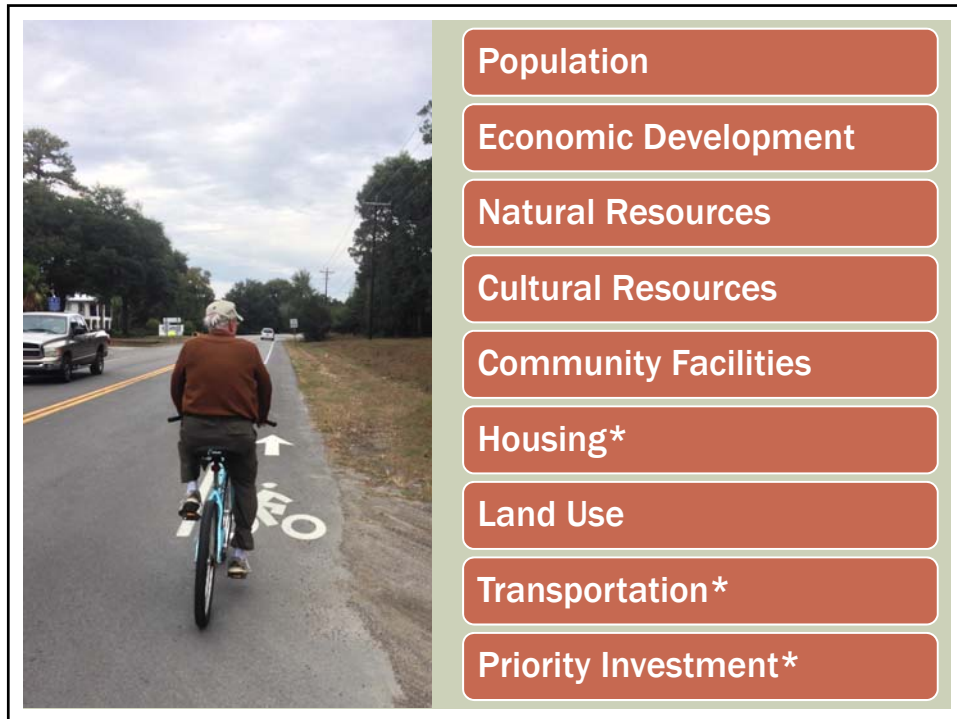 Population
Economic Development
Natural Resources
Cultural Resources
Community Facilities
Housing*
Land Use
Transportation*
Priority Investment*